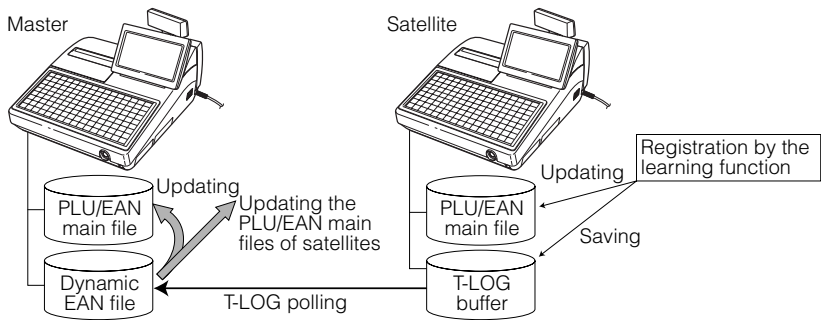 Master
Satellite
Registration by the
learning function
Updating
Updating
Updating the
PLU/EAN main
files of satellites
PLU/EAN
main file
PLU/EAN
main file
Saving
Dynamic
EAN file
T-LOG polling
T-LOG
buffer